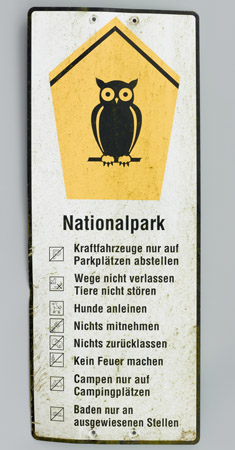 Nationalpark
Kraftfahrzeuge nur auf
Parkplätzen abstellen
Wege nicht verlassen
Tiere nicht stören
Hunde anleinen
Nichts mitnehmen
Nichts zurücklassen
Kein Feuer machen
Campen nur auf
Campingplätzen
Baden nur an
ausgewiesenen Stellen